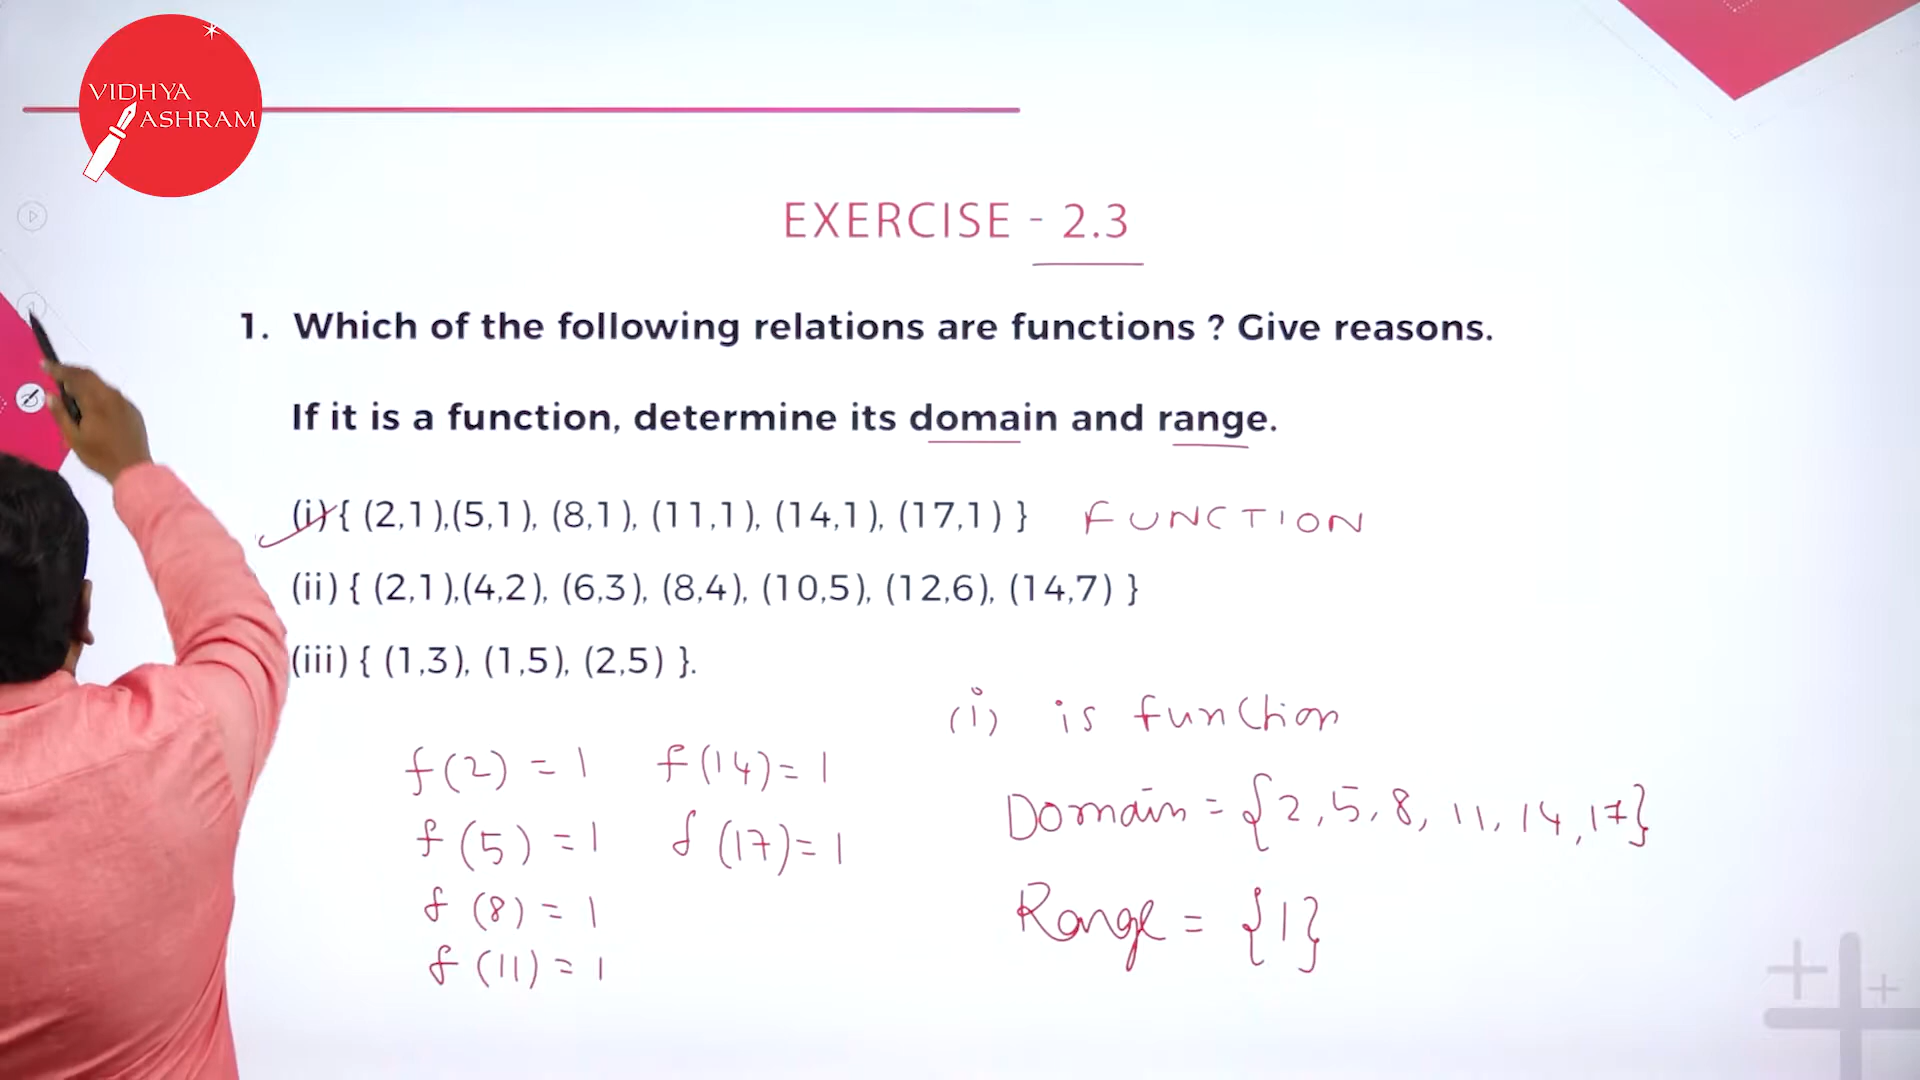 VIDHYA
ASHRAM
EXERCISE - 2.3
1. Which of the following relations are functions ? Give reasons.
If it is a function, determine its domain and range.
(i) { (2,1),(5,1), (8,1), (11,1), (14,1), (17,1) } FUNCTION
(ii) { (2,1),(4,2), (6,3), (8,4), (10,5), (12,6), (14,7) }
(iii) { (1,3), (1,5), (2,5) }.
(i) is function
f(2) = 1 f(14) = 1
Domain = {2, 5, 8, 11, 14, 17}
f(5) = 1 f(17) = 1
f(8) = 1
Range = {1}
f(11) = 1